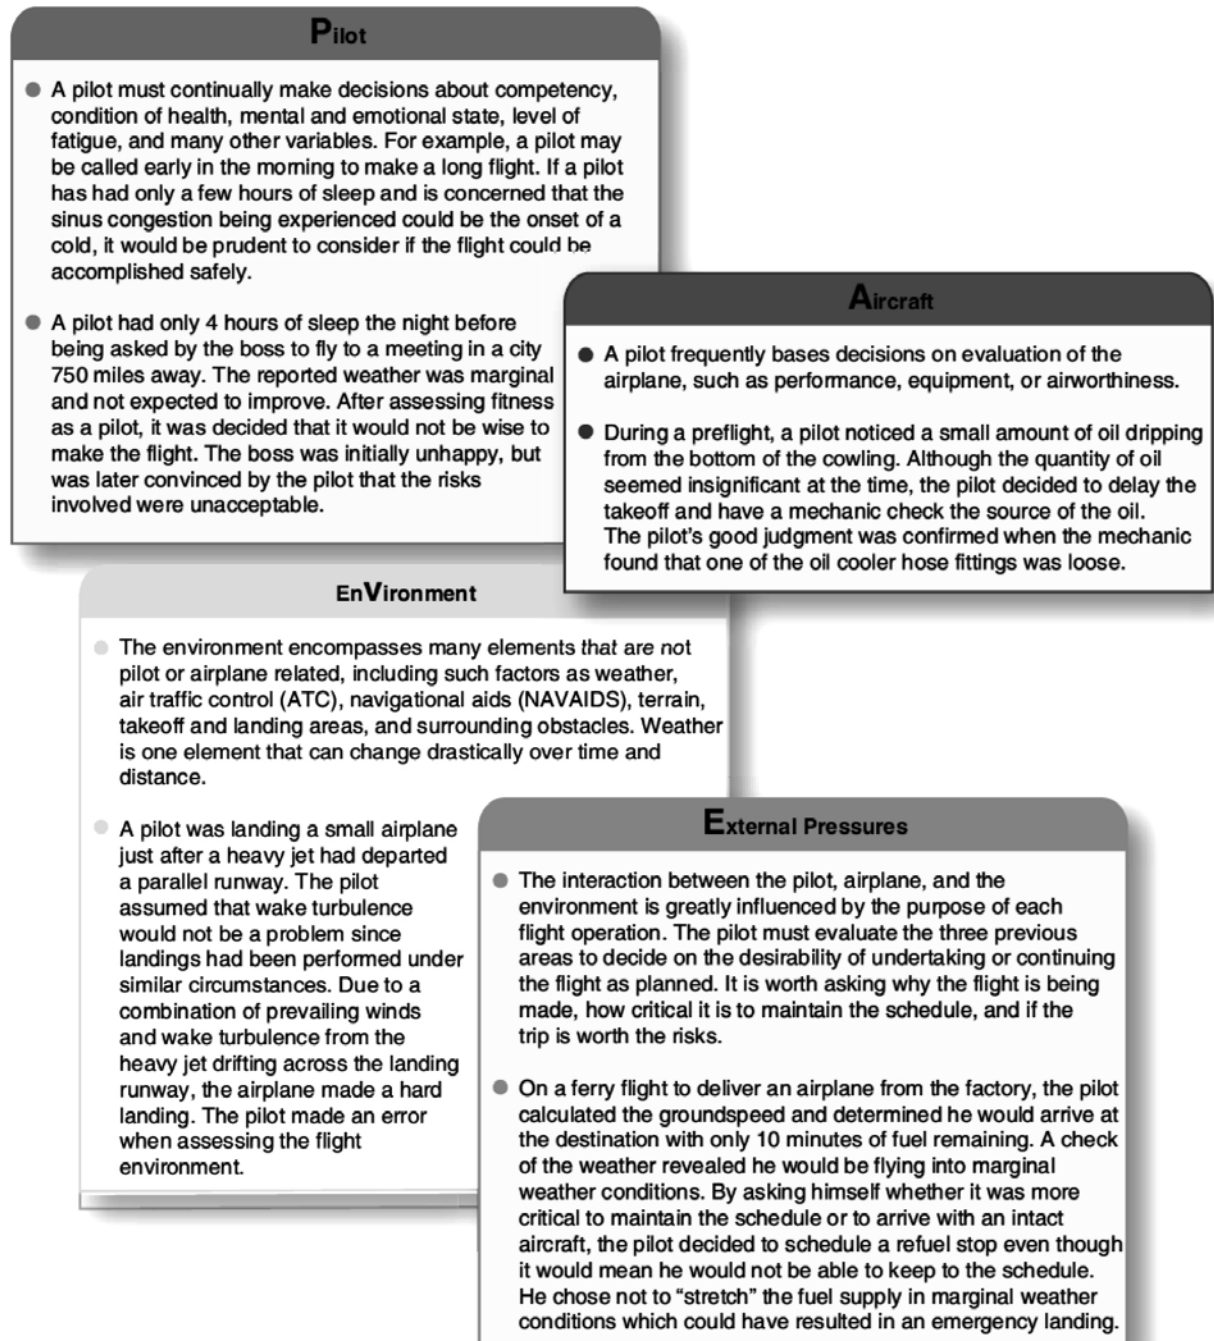 Pilot
A pilot must continually make decisions about competency,
condition of health, mental and emotional state, level of
fatigue, and many other variables. For example, a pilot may
be called early in the morning to make a long flight. If a pilot
has had only a few hours of sleep and is concerned that the
sinus congestion being experienced could be the onset of a
cold, it would be prudent to consider if the flight could be
accomplished safely.
A pilot had only 4 hours of sleep the night before
being asked by the boss to fly to a meeting in a city
750 miles away. The reported weather was marginal
and not expected to improve. After assessing fitness
as a pilot, it was decided that it would not be wise to
make the flight. The boss was initially unhappy, but
was later convinced by the pilot that the risks
involved were unacceptable.
Aircraft
A pilot frequently bases decisions on evaluation of the
airplane, such as performance, equipment, or airworthiness.
During a preflight, a pilot noticed a small amount of oil dripping
from the bottom of the cowling. Although the quantity of oil
seemed insignificant at the time, the pilot decided to delay the
takeoff and have a mechanic check the source of the oil.
The pilot's good judgment was confirmed when the mechanic
found that one of the oil cooler hose fittings was loose.
EnVironment
The environment encompasses many elements that are not
pilot or airplane related, including such factors as weather,
air traffic control (ATC), navigational aids (NAVAIDS), terrain,
takeoff and landing areas, and surrounding obstacles. Weather
is one element that can change drastically over time and
distance.
A pilot was landing a small airplane
just after a heavy jet had departed
a parallel runway. The pilot
assumed that wake turbulence
would not be a problem since
landings had been performed under
similar circumstances. Due to a
combination of prevailing winds
and wake turbulence from the
heavy jet drifting across the landing
runway, the airplane made a hard
landing. The pilot made an error
when assessing the flight
environment.
External Pressures
The interaction between the pilot, airplane, and the
environment is greatly influenced by the purpose of each
flight operation. The pilot must evaluate the three previous
areas to decide on the desirability of undertaking or continuing
the flight as planned. It is worth asking why the flight is being
made, how critical it is to maintain the schedule, and if the
trip is worth the risks.
On a ferry flight to deliver an airplane from the factory, the pilot
calculated the groundspeed and determined he would arrive at
the destination with only 10 minutes of fuel remaining. A check
of the weather revealed he would be flying into marginal
weather conditions. By asking himself whether it was more
critical to maintain the schedule or to arrive with an intact
aircraft, the pilot decided to schedule a refuel stop even though
it would mean he would not be able to keep to the schedule.
He chose not to "stretch" the fuel supply in marginal weather
conditions which could have resulted in an emergency landing.